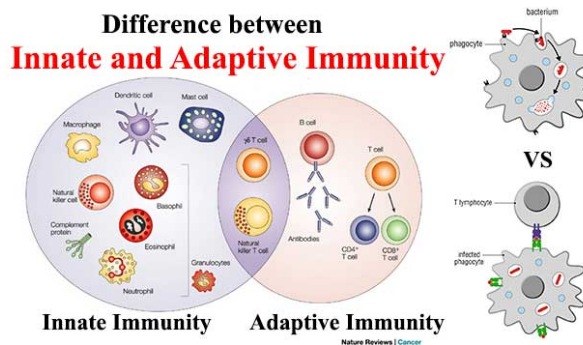 Difference between
Innate and Adaptive Immunity
Dendritic cell
Mast cell
Macrophage
γδ T cell
B cell
T cell
Natural
killer cell
Basophil
Complement
protein
Eosinophil
Natural
killer T cell
Antibodies
CD4+
T cell
CD8+
T cell
Neutrophil
Granulocytes
Innate Immunity
Adaptive Immunity
Nature Reviews | Cancer
bacterium
phagocyte
VS
T lymphocyte
infected
phagocyte